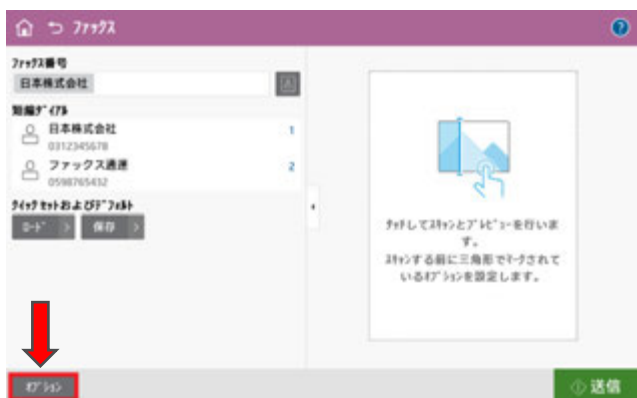 ﾌｧｯｸｽ
ﾌｧｯｸｽ番号
日本株式会社
短縮ﾀﾞｲｱﾙ
日本株式会社 1
0312345678
ファックス通運 2
0598765432
ｸｲｯｸ ｾｯﾄおよびﾃﾞﾌｫﾙﾄ
ﾛｰﾄﾞ
保存
ﾀｯﾁしてｽｷｬﾝとﾌﾟﾚﾋﾞｭｰを行いま
す。
ｽｷｬﾝする前に三角形でﾏｰｸされて
いるｵﾌﾟｼｮﾝを設定します。
ｵﾌﾟｼｮﾝ
送信